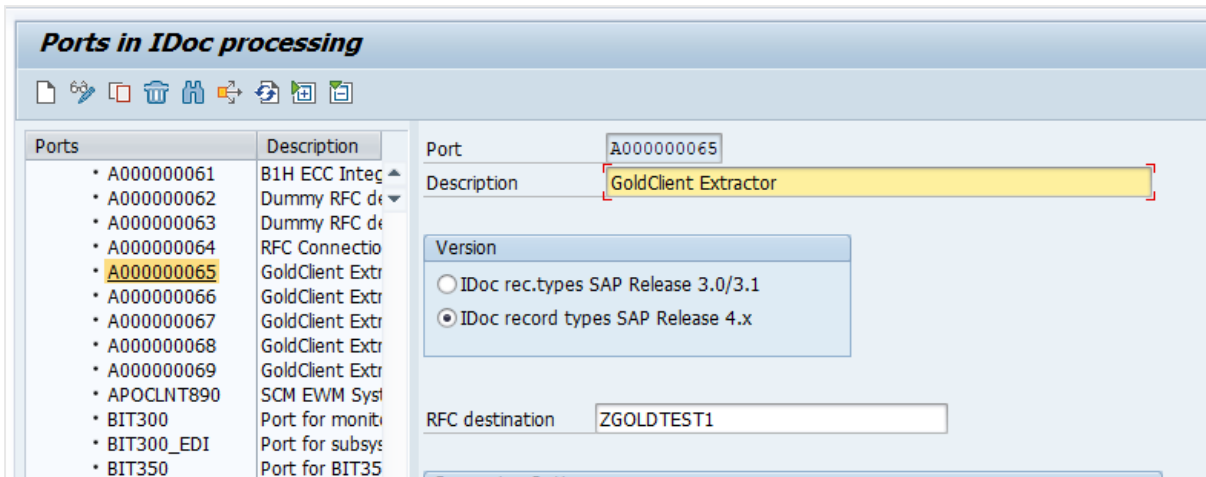 Ports in IDoc processing
Ports Description
A000000061 B1H ECC Integ
A000000062 Dummy RFC de
A000000063 Dummy RFC de
A000000064 RFC Connectio
A000000065 GoldClient Extr
A000000066 GoldClient Extr
A000000067 GoldClient Extr
A000000068 GoldClient Extr
A000000069 GoldClient Extr
APOCLNT890 SCM EWM Syst
BIT300 Port for monito
BIT300_EDI Port for subsys
BIT350 Port for BIT35
Port A000000065
Description GoldClient Extractor
Version
IDoc rec.types SAP Release 3.0/3.1
IDoc record types SAP Release 4.x
RFC destination ZGOLDTEST1